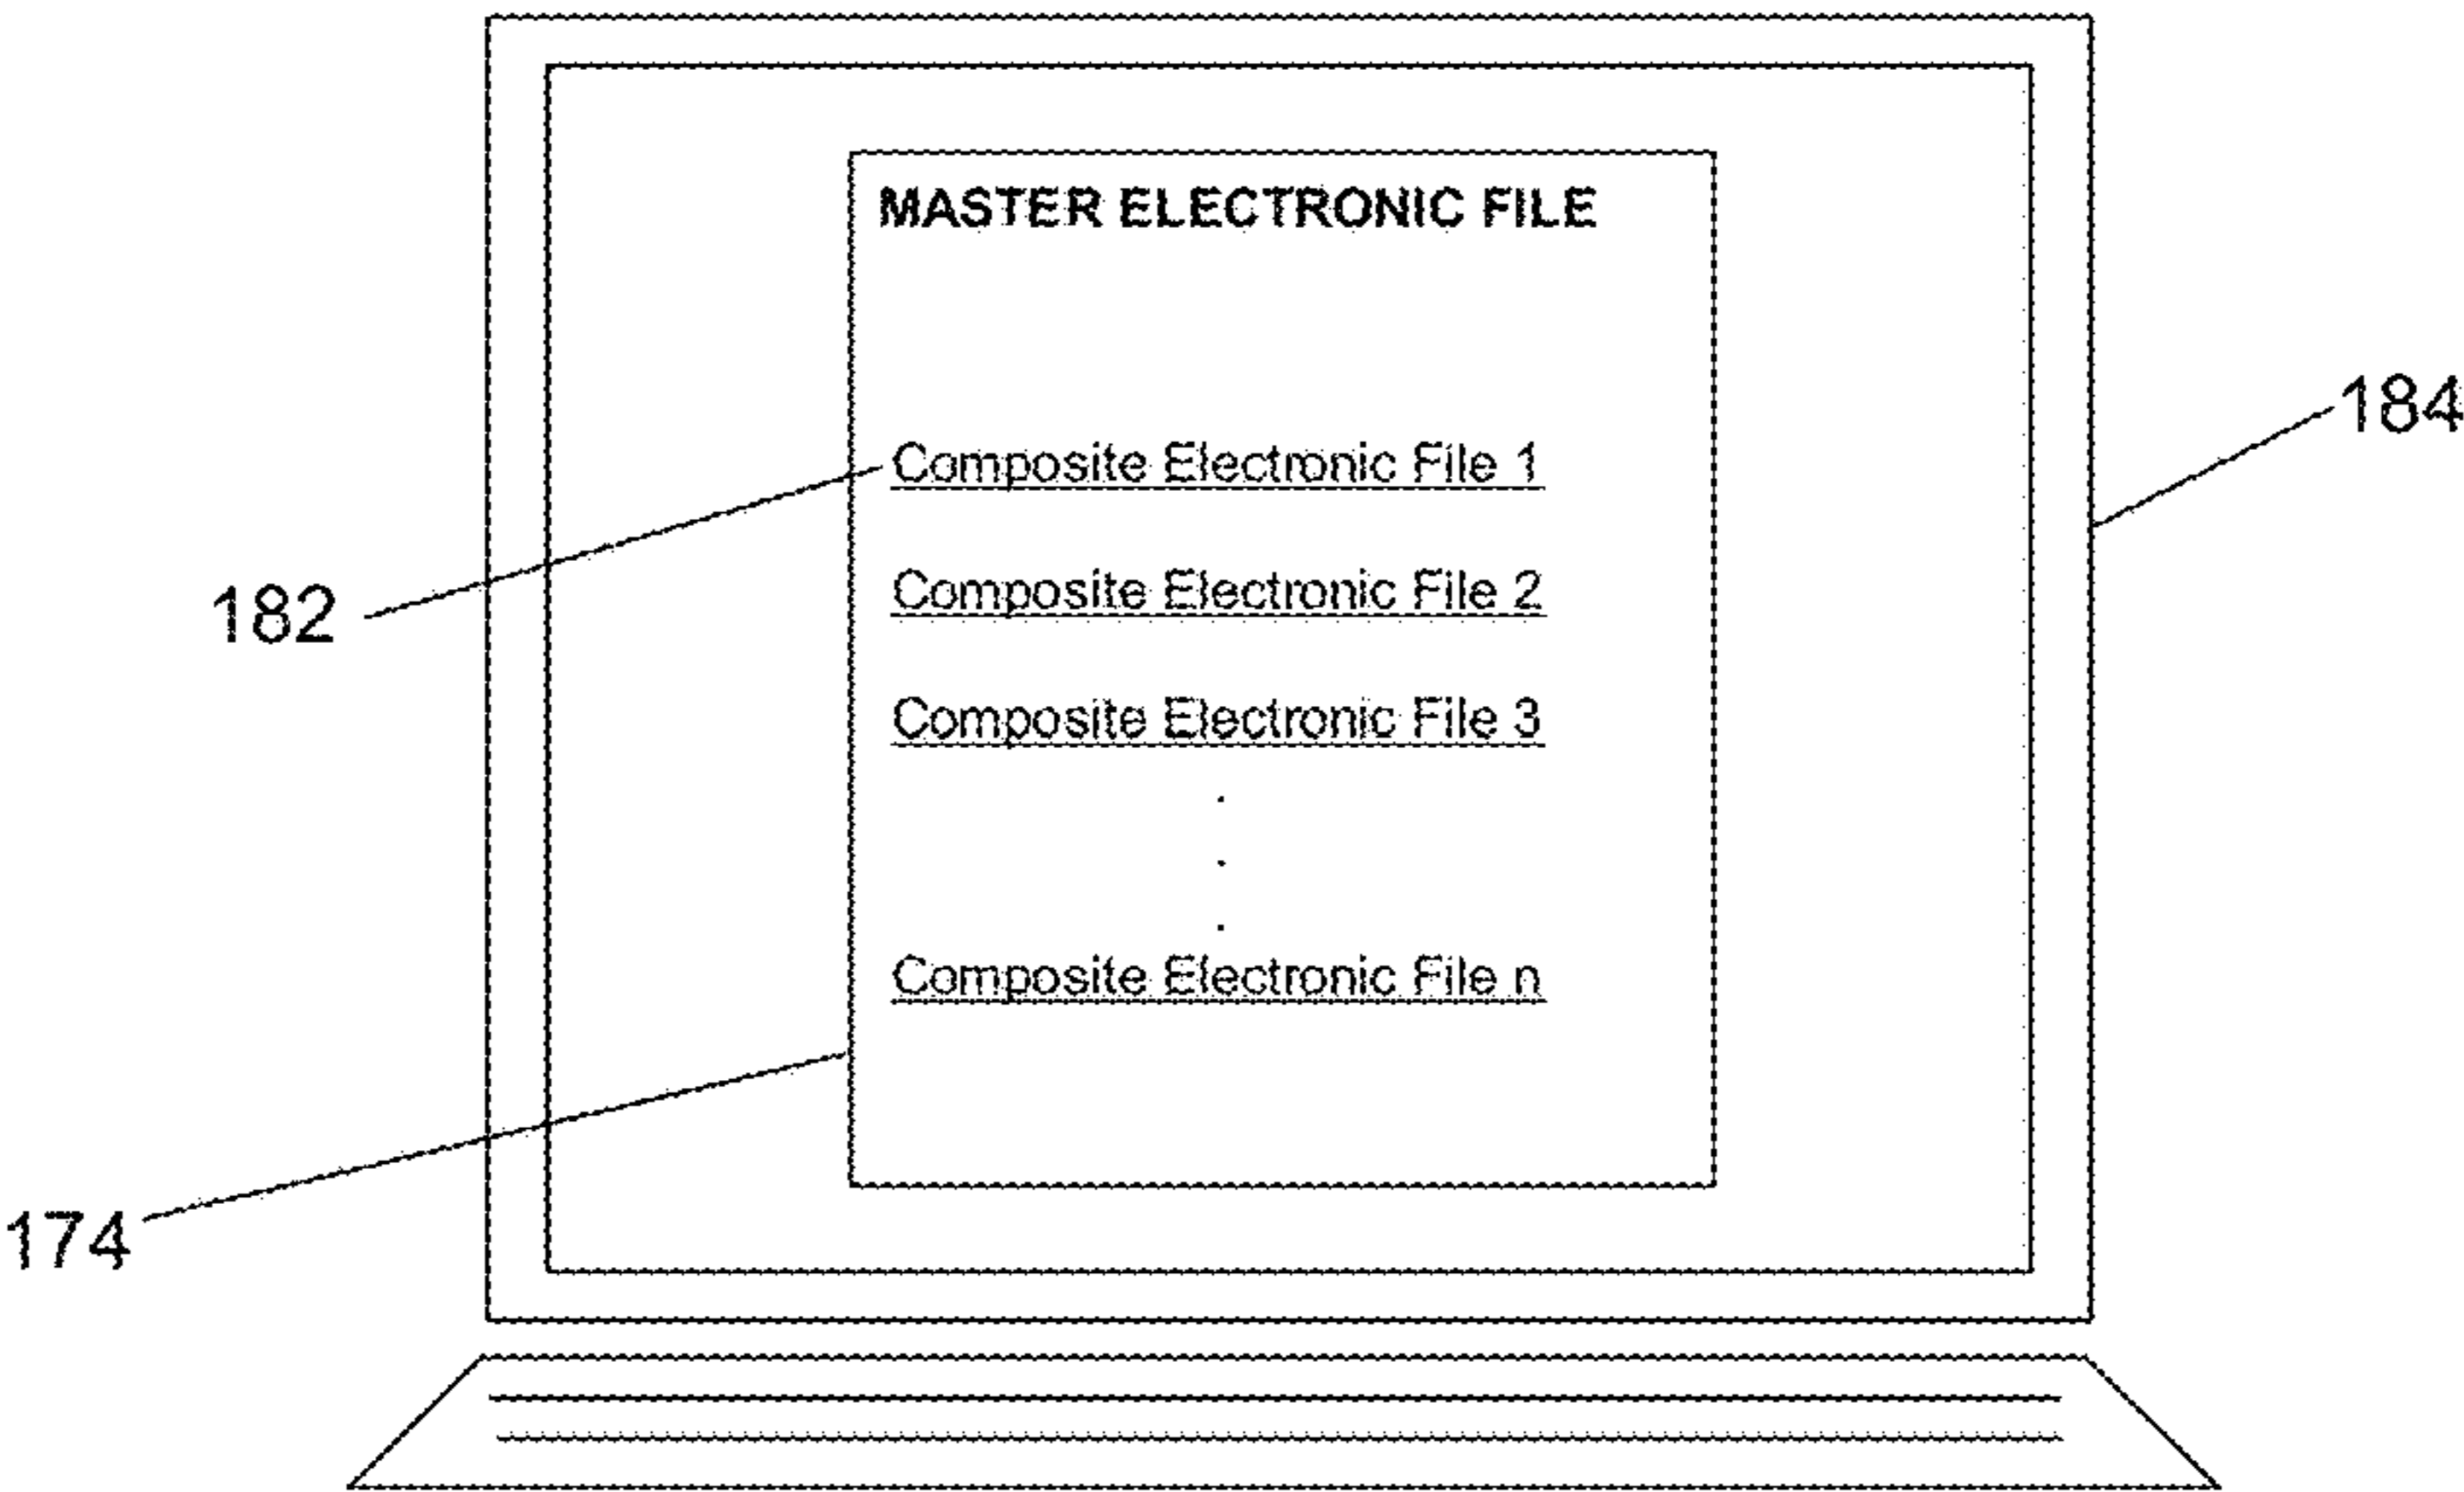 MASTER ELECTRONIC FILE
184
Composite Electronic File 1
182
Composite Electronic File 2
Composite Electronic File 3
.
.
.
Composite Electronic File n
174